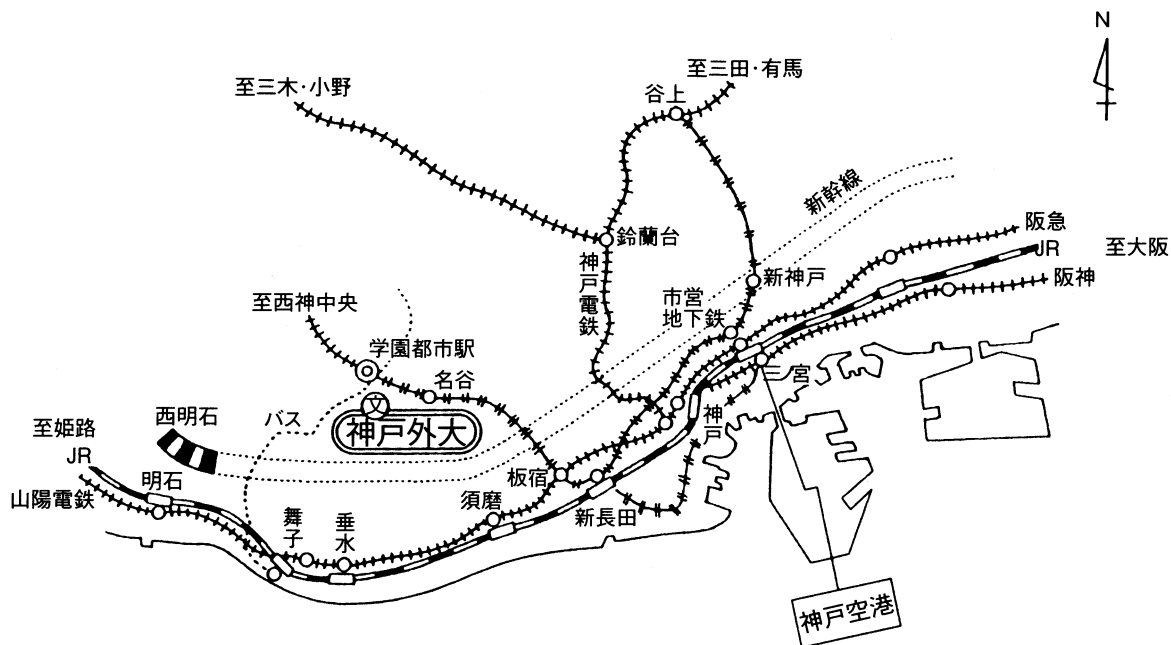 N
至三木・小野
至三田・有馬
谷上
新幹線
鈴蘭台
神戸電鉄
新神戸
阪急
JR
至大阪
阪神
市営
地下鉄
至西神中央
学園都市駅
名谷
三宮
文
神戸外大
バス
西明石
神戸
至姫路
JR
明石
山陽電鉄
板宿
須磨
新長田
舞子
垂水
神戸空港